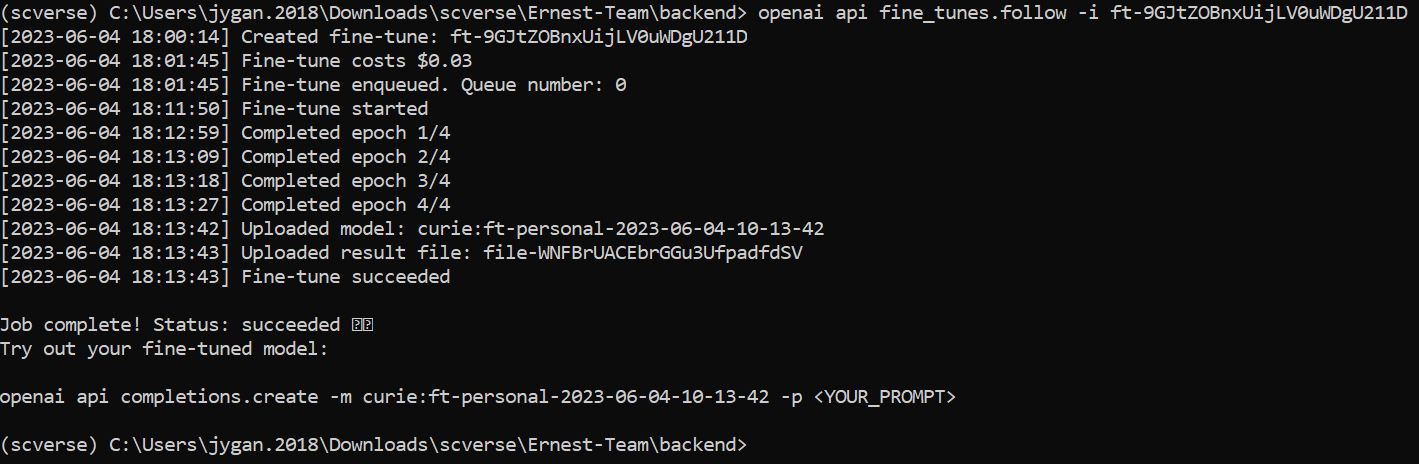 (scverse) C:\Users\jygan.2018\Downloads\scverse\Ernest-Team\backend> openai api fine_tunes.follow -i ft-9GJtZOBnxUijLV0uWDgU211D
[2023-06-04 18:00:14] Created fine-tune: ft-9GJtZOBnxUijLV0uWDgU211D
[2023-06-04 18:01:45] Fine-tune costs $0.03
[2023-06-04 18:01:45] Fine-tune enqueued. Queue number: 0
[2023-06-04 18:11:50] Fine-tune started
[2023-06-04 18:12:59] Completed epoch 1/4
[2023-06-04 18:13:09] Completed epoch 2/4
[2023-06-04 18:13:18] Completed epoch 3/4
[2023-06-04 18:13:27] Completed epoch 4/4
[2023-06-04 18:13:42] Uploaded model: curie:ft-personal-2023-06-04-10-13-42
[2023-06-04 18:13:43] Uploaded result file: file-WNFBrUACEbrGGu3UfpadfdSV
[2023-06-04 18:13:43] Fine-tune succeeded
Job complete! Status: succeeded
Try out your fine-tuned model:
openai api completions.create -m curie:ft-personal-2023-06-04-10-13-42 -p <YOUR_PROMPT>
(scverse) C:\Users\jygan.2018\Downloads\scverse\Ernest-Team\backend>